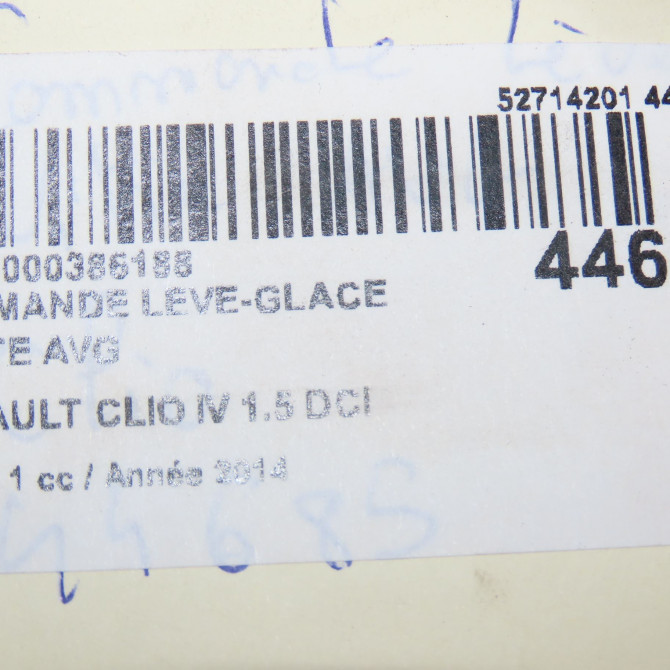 52714201 44
000386188
446
MANDE LEVE-GLACE
TE AVG
AULT CLIO IV 1.5 DCI
1 cc / Année 2014
44685